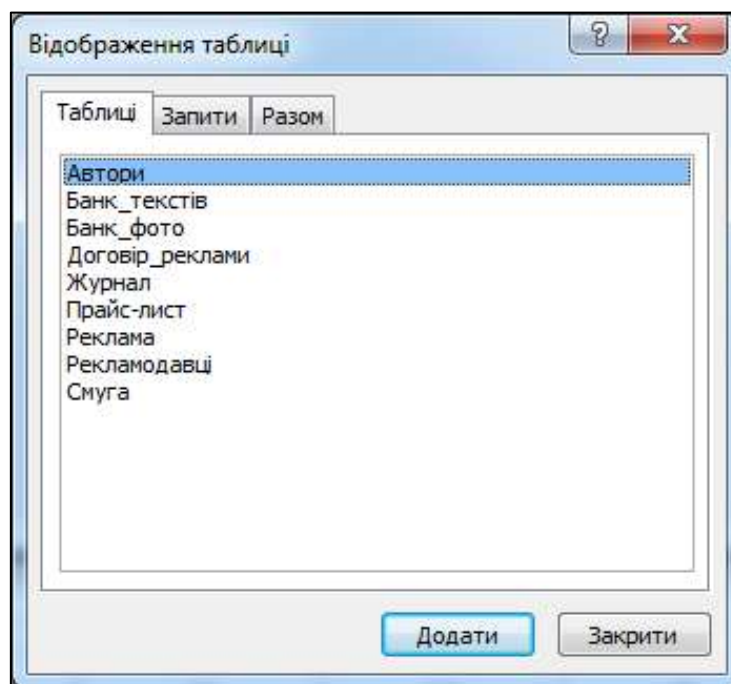 Відображення таблиці
Таблиці Запити Разом
Автори
Банк_текстів
Банк_фото
Договір_реклами
Журнал
Прайс-лист
Реклама
Рекламодавці
Смуга
Додати Закрити